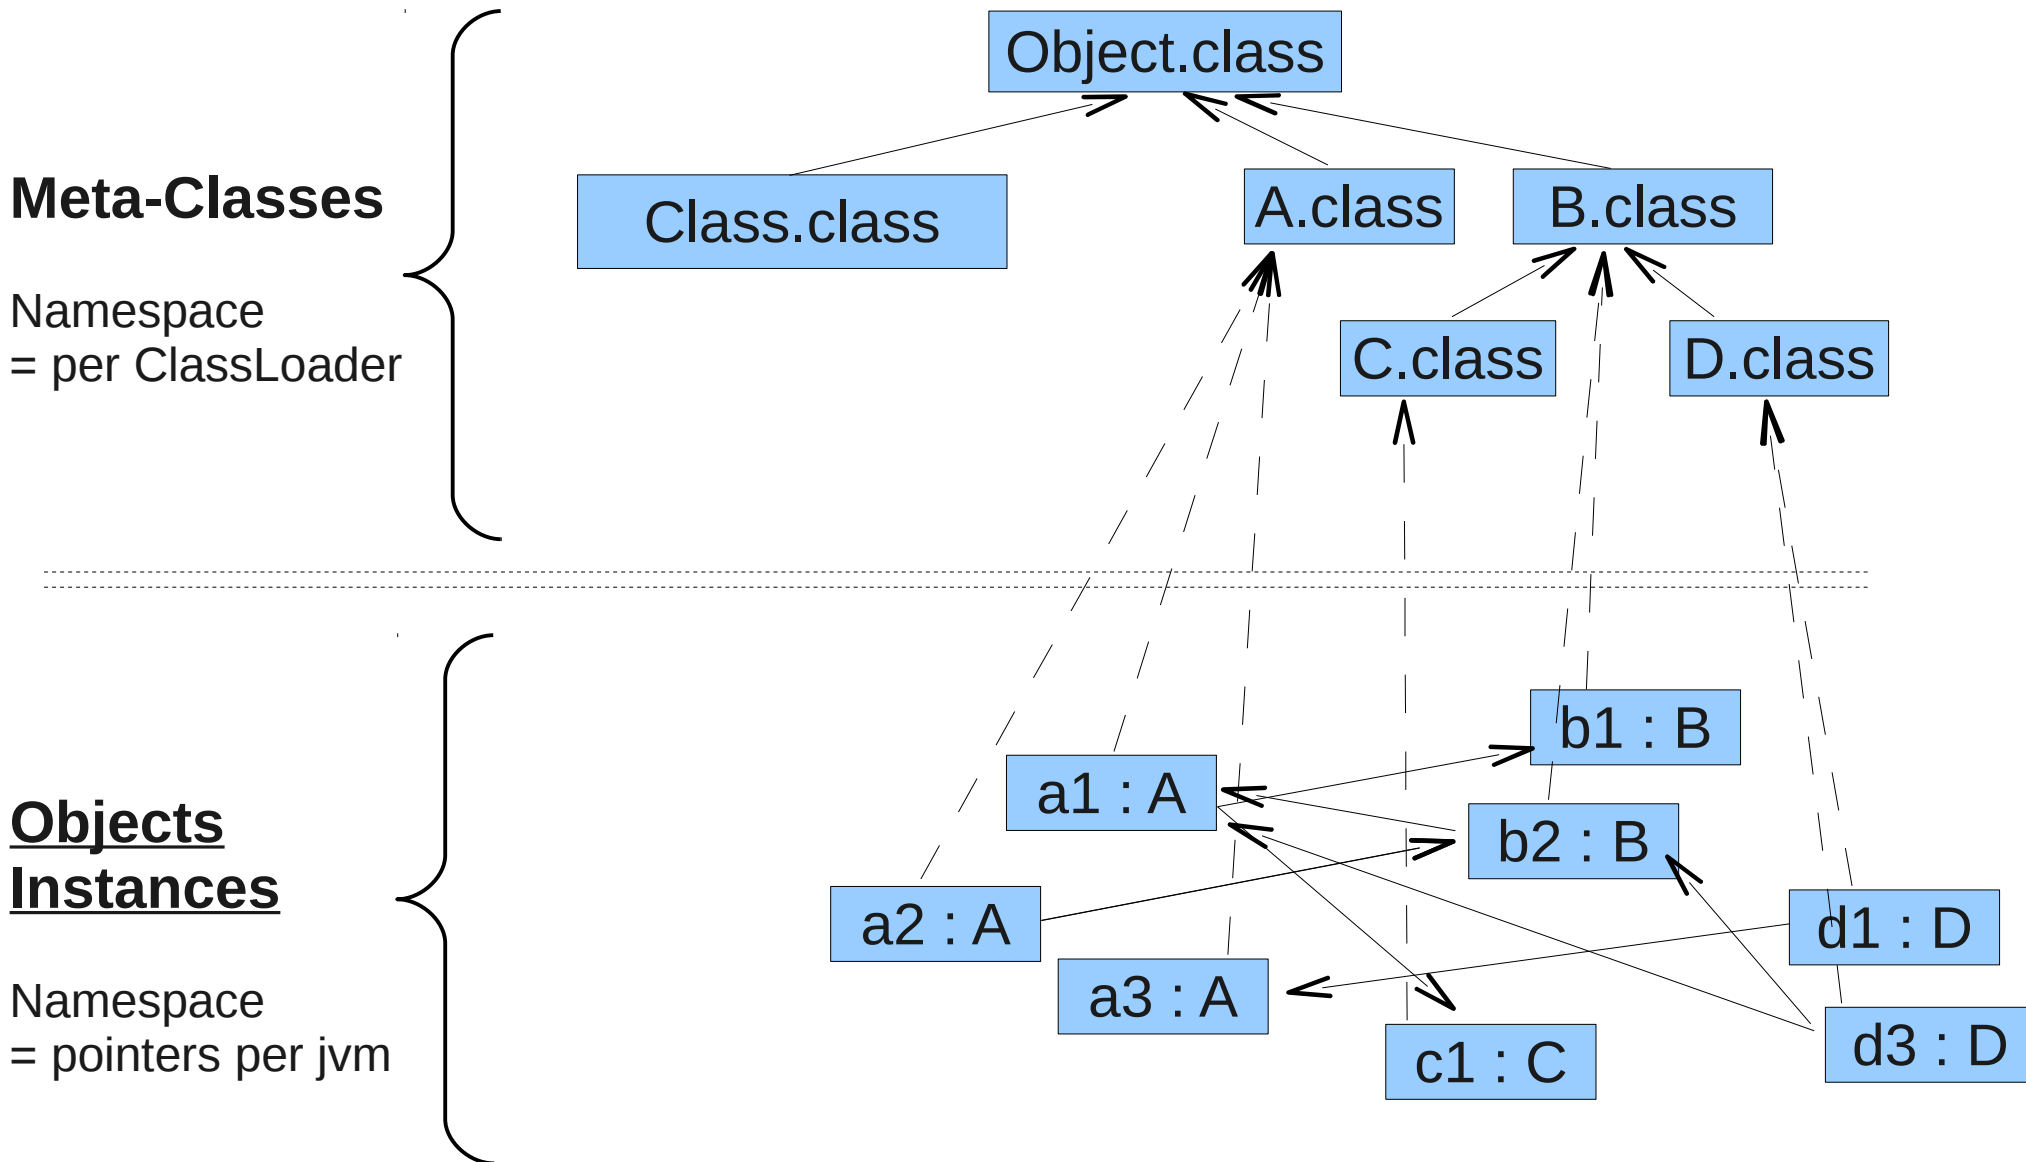 Object.class
Meta-Classes
Class.class
A.class
B.class
Namespace
= per ClassLoader
C.class
D.class
b1 : B
a1 : A
Objects
Instances
b2 : B
a2 : A
d1 : D
a3 : A
Namespace
= pointers per jvm
c1 : C
d3 : D